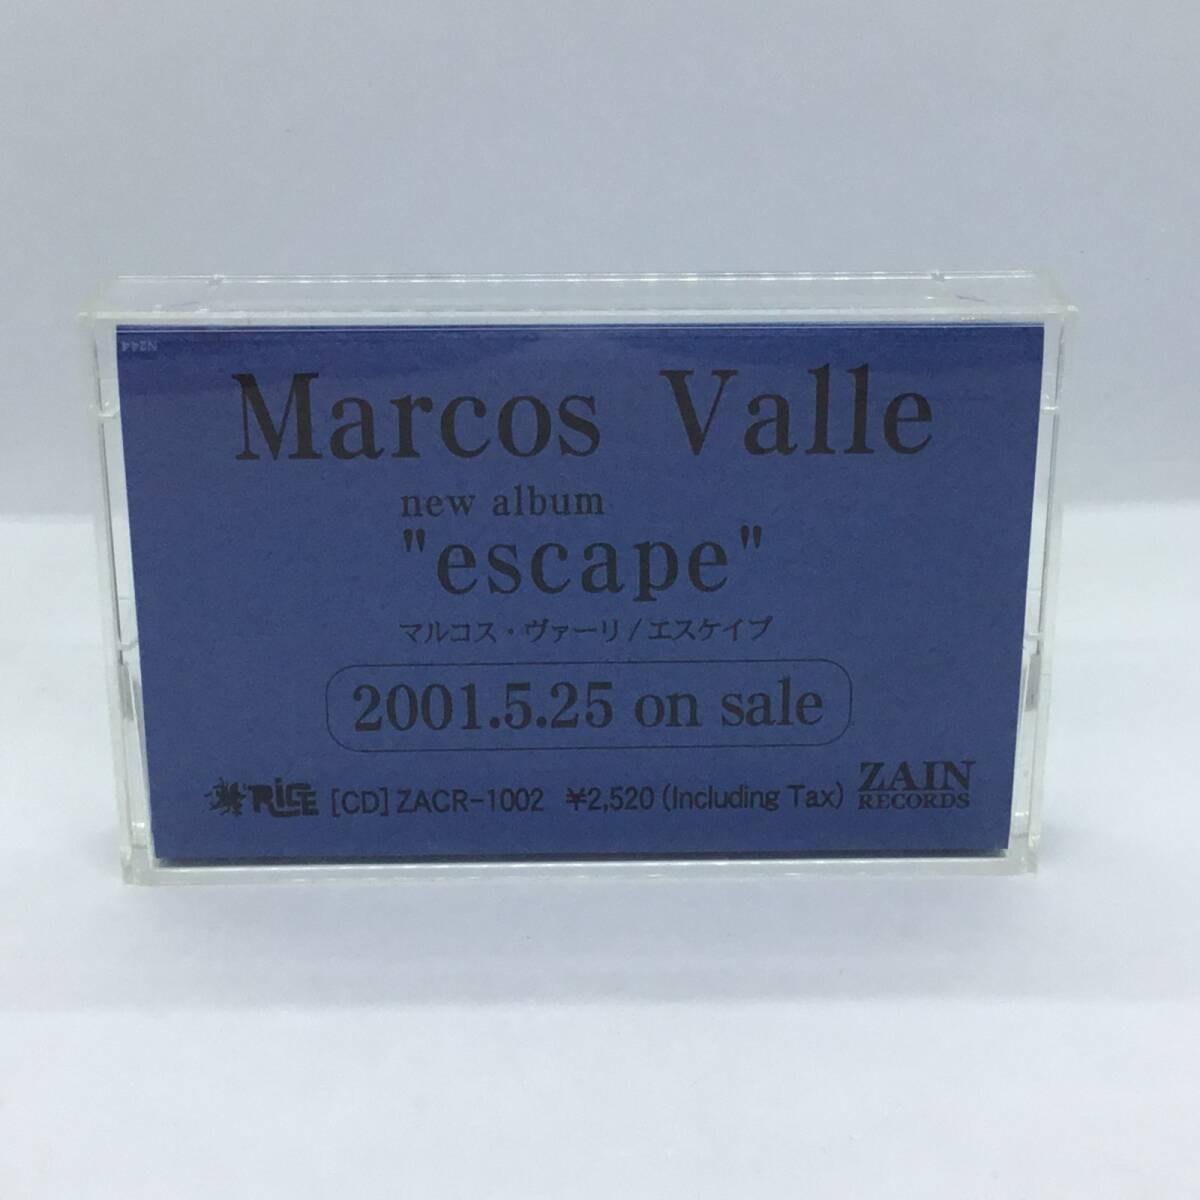 N244
Marcos Valle
new album
"escape"
マルコス・ヴァーリ/エスケイプ
2001.5.25 on sale
RICE [CD] ZACR-1002 ¥2,520 (Including Tax) ZAIN RECORDS